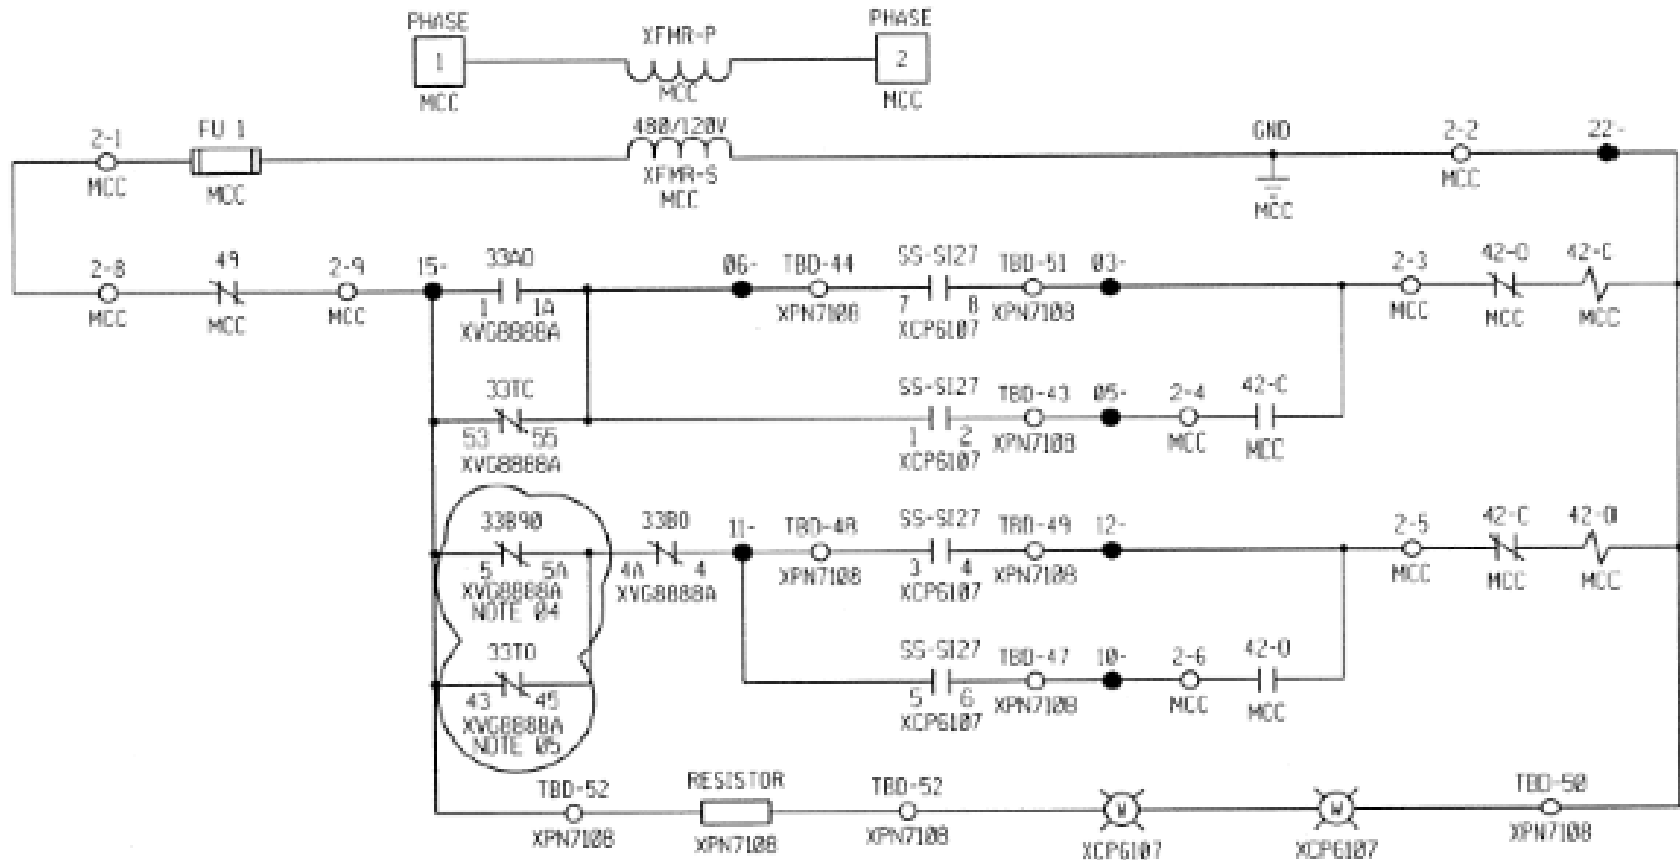 PHASE
PHASE
XFMR-P
1
2
MCC
MCC
MCC
2-1
FU 1
480/120V
GND
2-2
22-
MCC
MCC
XFMR-S
MCC
MCC
MCC
2-8
49
2-9
15-
33AO
06-
TBD-44
SS-S127
TBD-51
03-
2-3
42-O
42-C
MCC
MCC
MCC
1
1A
XPN7108
7
8
XPN7108
MCC
MCC
MCC
XVG8888A
XCP6107
33TC
SS-S127
TBD-43
05-
2-4
42-C
53
55
1
2
XPN7108
MCC
MCC
XVG8888A
XCP6107
33B90
33BO
11-
TBD-48
SS-S127
TBD-49
12-
2-5
42-C
42-O
5
5A
4A
4
XPN7108
3
4
XPN7108
MCC
MCC
MCC
XVG8888A
XVG8888A
XCP6107
NOTE 04
33TO
SS-S127
TBD-47
10-
2-6
42-O
43
45
5
6
XPN7108
MCC
MCC
XVG8888A
XCP6107
NOTE 05
TBD-52
RESISTOR
TBD-52
W
W
TBD-50
XPN7108
XPN7108
XPN7108
XCP6107
XCP6107
XPN7108